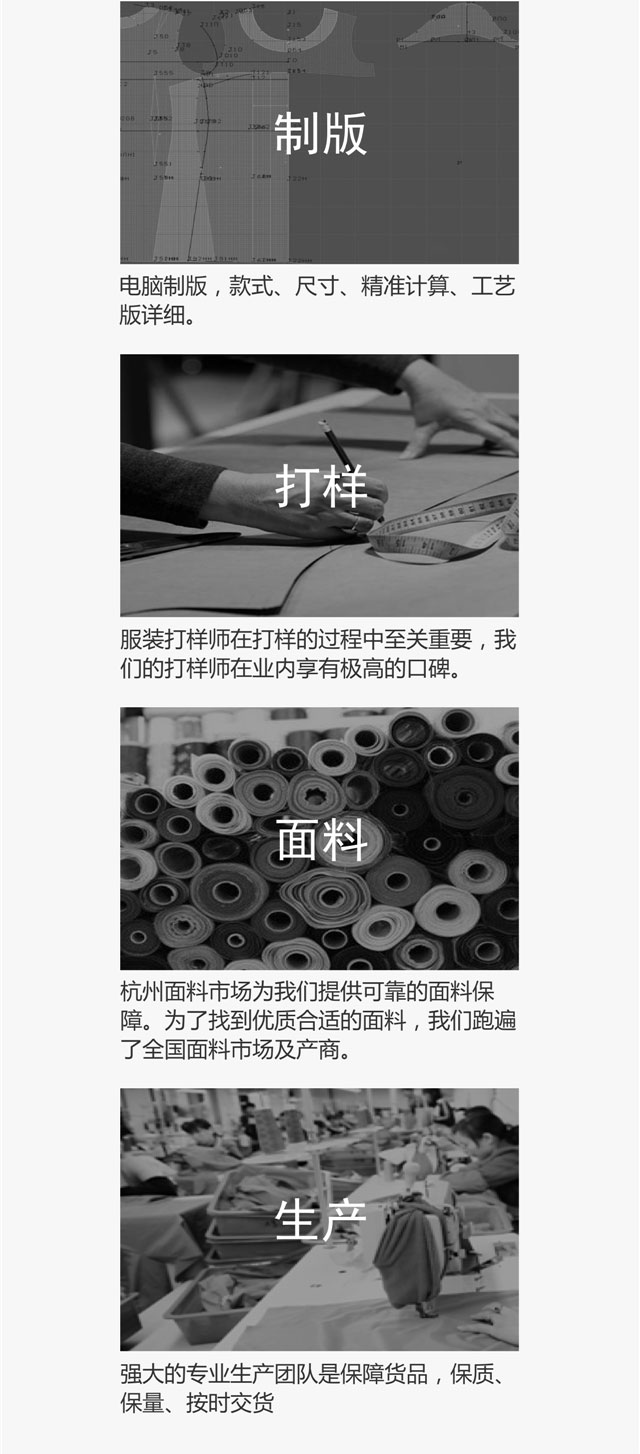 制版
电脑制版，款式、尺寸、精准计算、工艺
版详细。
打样
服装打样师在打样的过程中至关重要，我
们的打样师在业内享有极高的口碑。
面料
杭州面料市场为我们提供可靠的面料保
障。为了找到优质合适的面料，我们跑遍
了全国面料市场及产商。
生产
强大的专业生产团队是保障货品，保质、
保量、按时交货